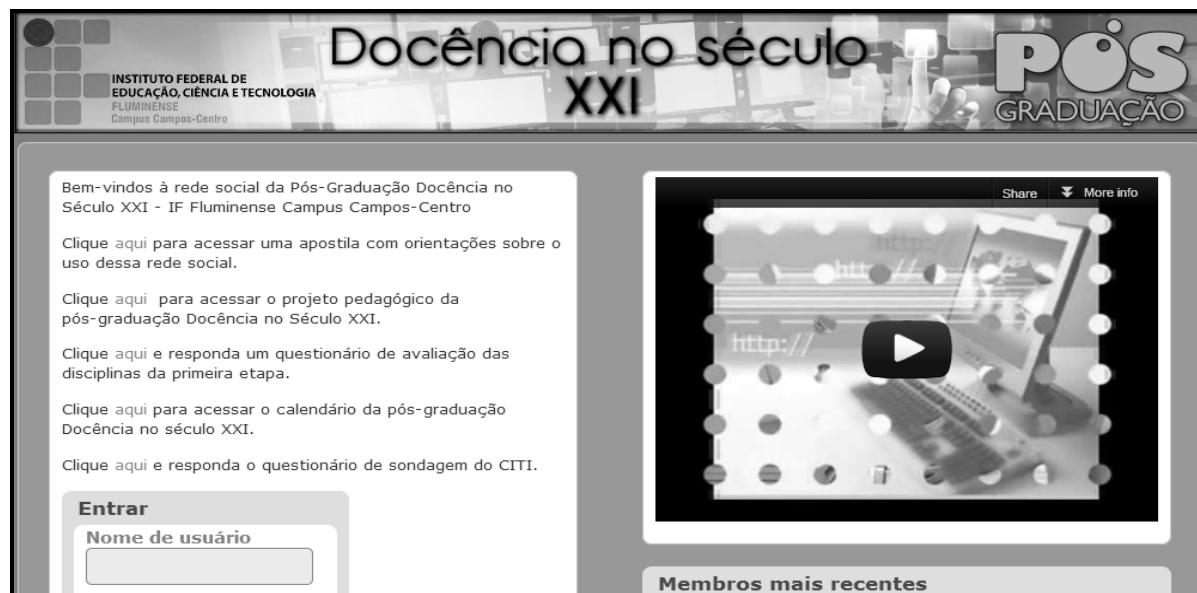 INSTITUTO FEDERAL DE
EDUCAÇÃO, CIÊNCIA E TECNOLOGIA
FLUMINENSE
Campus Campos-Centro
Docência no século
XXI
PÓS
GRADUAÇÃO
Bem-vindos à rede social da Pós-Graduação Docência no
Século XXI - IF Fluminense Campus Campos-Centro
Clique aqui para acessar uma apostila com orientações sobre o
uso dessa rede social.
Clique aqui para acessar o projeto pedagógico da
pós-graduação Docência no Século XXI.
Clique aqui e responda um questionário de avaliação das
disciplinas da primeira etapa.
Clique aqui para acessar o calendário da pós-graduação
Docência no século XXI.
Clique aqui e responda o questionário de sondagem do CITI.
Entrar
Nome de usuário
Share More info
http://
http://
http://
Membros mais recentes